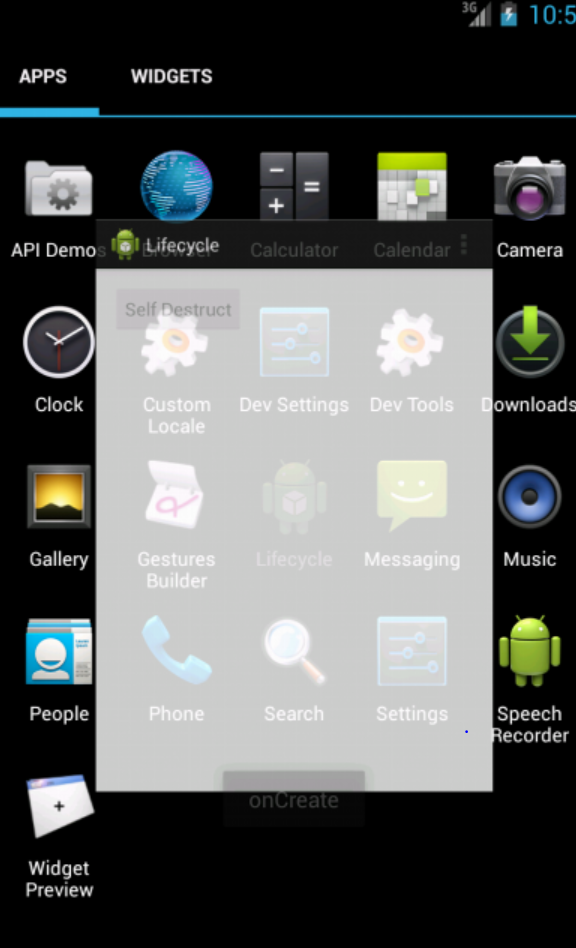 3G 10:5
APPS WIDGETS
API Demos Browser Calculator Calendar Camera
Lifecycle
Self Destruct
Clock Custom Locale Dev Settings Dev Tools Downloads
Gallery Gestures Builder Lifecycle Messaging Music
People Phone Search Settings Speech Recorder
onCreate
Widget Preview